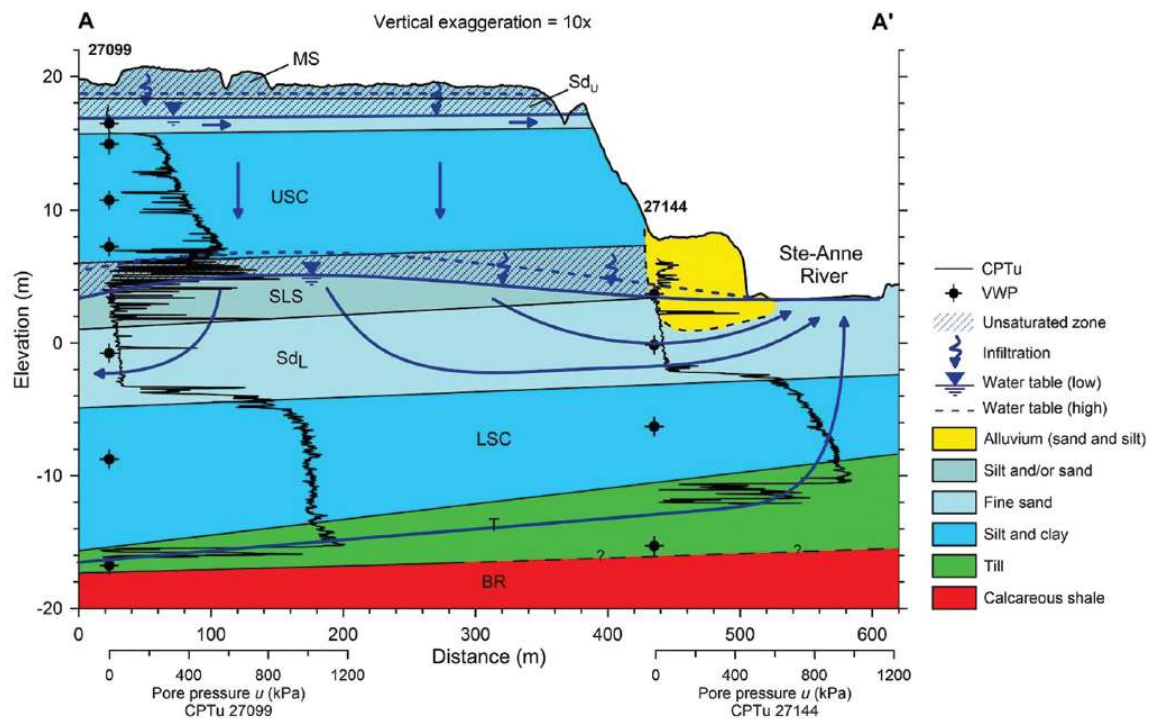 A
Vertical exaggeration = 10x
A'
27099
MS
Sd_U
USC
27144
Ste-Anne
River
SLS
Sd_L
LSC
T
?
?
BR
Elevation (m)
20
10
0
-10
-20
0
100
200
300
400
500
600
Distance (m)
0
400
800
1200
Pore pressure u (kPa)
CPTu 27099
0
400
800
1200
Pore pressure u (kPa)
CPTu 27144
CPTu
VWP
Unsaturated zone
Infiltration
Water table (low)
Water table (high)
Alluvium (sand and silt)
Silt and/or sand
Fine sand
Silt and clay
Till
Calcareous shale